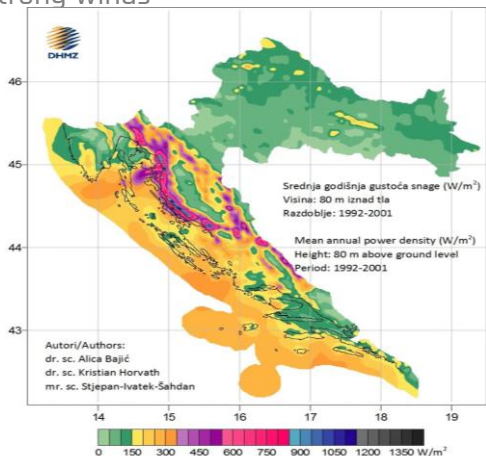 strong winds
DHMZ
46
45
44
43
Srednja godišnja gustoća snage (W/m²)
Visina: 80 m iznad tla
Razdoblje: 1992-2001
Mean annual power density (W/m²)
Height: 80 m above ground level
Period: 1992-2001
Autori/Authors:
dr. sc. Alica Bajić
dr. sc. Kristian Horvath
mr. sc. Stjepan-Ivatek-Šahdan
14 15 16 17 18 19
0 150 300 450 600 750 900 1050 1200 1350 W/m²